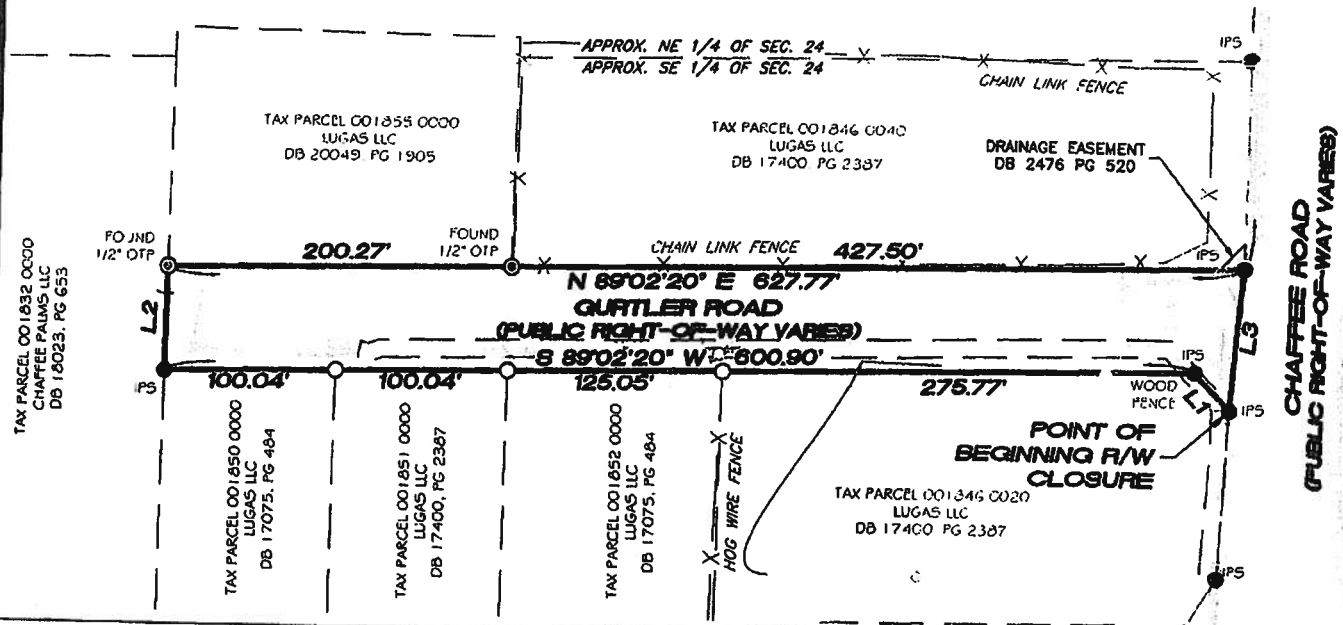 APPROX. NE 1/4 OF SEC. 24
APPROX. SE 1/4 OF SEC. 24
IPS
CHAIN LINK FENCE
TAX PARCEL 001855 0000
LUGAS LLC
DB 20049, PG 1905
TAX PARCEL 001846 0040
LUGAS LLC
DB 17400, PG 2387
DRAINAGE EASEMENT
DB 2476 PG 520
CHAFFEE ROAD
(PUBLIC RIGHT-OF-WAY VARIES)
TAX PARCEL 001832 0000
CHAFFEE PALMS LLC
DB 18023, PG 653
FOUND
1/2" OTP
200.27'
FOUND
1/2" OTP
CHAIN LINK FENCE
427.50'
IPS
N 89°02'20" E 627.77'
GURTLER ROAD
(PUBLIC RIGHT-OF-WAY VARIES)
S 89°02'20" W 600.90'
L2
L3
IPS
100.04'
100.04'
125.05'
275.77'
IPS
WOOD
FENCE
L1
IPS
POINT OF
BEGINNING R/W
CLOSURE
TAX PARCEL 001850 0000
LUGAS LLC
DB 17075, PG 484
TAX PARCEL 001851 0000
LUGAS LLC
DB 17400, PG 2387
TAX PARCEL 001852 0000
LUGAS LLC
DB 17075, PG 484
HOG WIRE FENCE
TAX PARCEL 001846 0020
LUGAS LLC
DB 17400 PG 2387
IPS